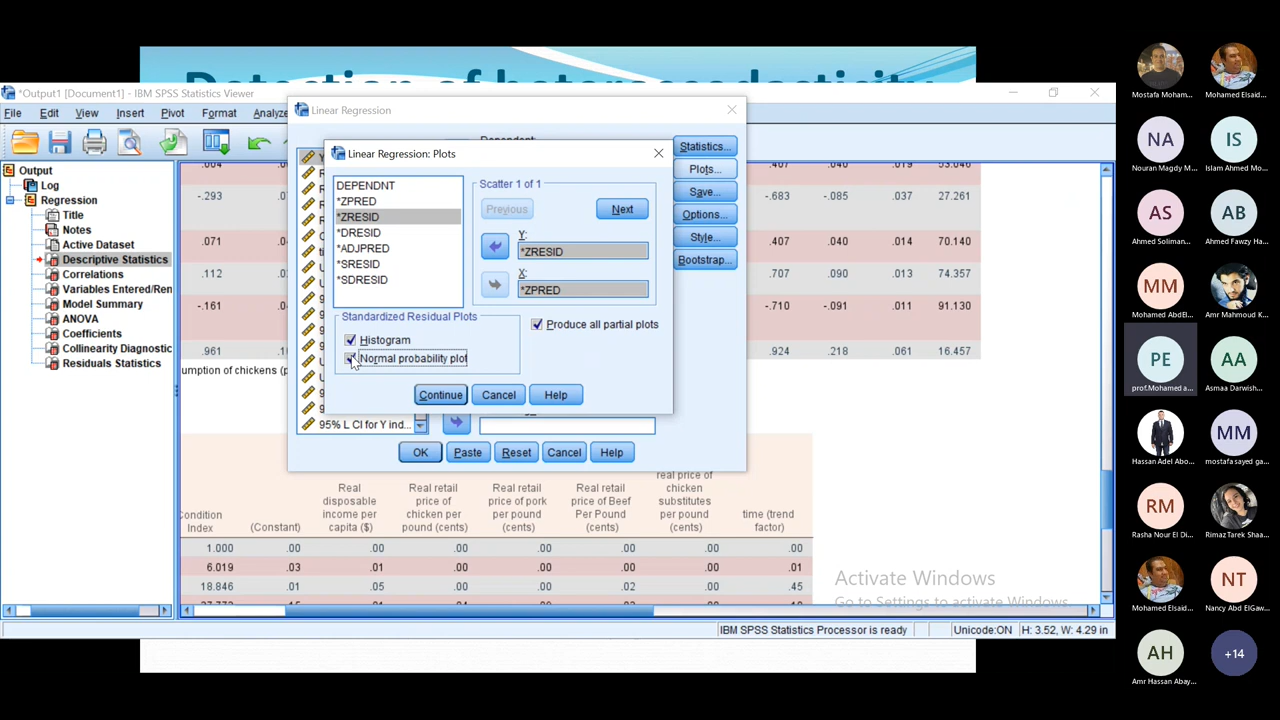 Detection of heteroscedasticity
*Output1 [Document1] - IBM SPSS Statistics Viewer
File Edit View Insert Pivot Format Analyze
Output
Log
Regression
Title
Notes
Active Dataset
Descriptive Statistics
Correlations
Variables Entered/Ren
Model Summary
ANOVA
Coefficients
Collinearity Diagnostic
Residuals Statistics
Linear Regression
Dependent:
Statistics...
Plots...
Save...
Options...
Style...
Bootstrap...
95% L CI for Y ind...
OK Paste Reset Cancel Help
Linear Regression: Plots
DEPENDNT
*ZPRED
*ZRESID
*DRESID
*ADJPRED
*SRESID
*SDRESID
Scatter 1 of 1
Previous Next
Y:
*ZRESID
X:
*ZPRED
Standardized Residual Plots
Histogram
Normal probability plot
Produce all partial plots
Continue Cancel Help
.004 .407 .040 .019 53.046
-.293 -.683 -.085 .037 27.261
.071 .407 .040 .014 70.140
.112 .707 .090 .013 74.357
-.161 -.710 -.091 .011 91.130
.961 .924 .218 .061 16.457
umption of chickens (p
Condition
Index
(Constant)
Real
disposable
income per
capita ($)
Real retail
price of
chicken per
pound (cents)
Real retail
price of pork
per pound
(cents)
Real retail
price of Beef
Per Pound
(cents)
real price of
chicken
substitutes
per pound
(cents)
time (trend
factor)
1.000 .00 .00 .00 .00 .00 .00 .00
6.019 .03 .01 .00 .00 .00 .00 .01
18.846 .01 .05 .00 .00 .02 .00 .45
Activate Windows
Go to Settings to activate Windows.
IBM SPSS Statistics Processor is ready Unicode:ON H: 3.52, W: 4.29 in
Mostafa Moham... Mohamed Elsaid...
NA IS
Nouran Magdy M... Islam Ahmed Mo...
AS AB
Ahmed Soliman... Ahmed Fawzy Ha...
MM
Mohamed AbdEl... Amr Mahmoud K...
PE AA
prof.Mohamed a... Asmaa Darwish...
MM
Hassan Adel Abo... mostafa sayed ga...
RM
Rasha Nour El Di... Rimaz Tarek Shaa...
NT
Mohamed Elsaid... Nancy Abd ElGaw...
AH +14
Amr Hassan Abay...